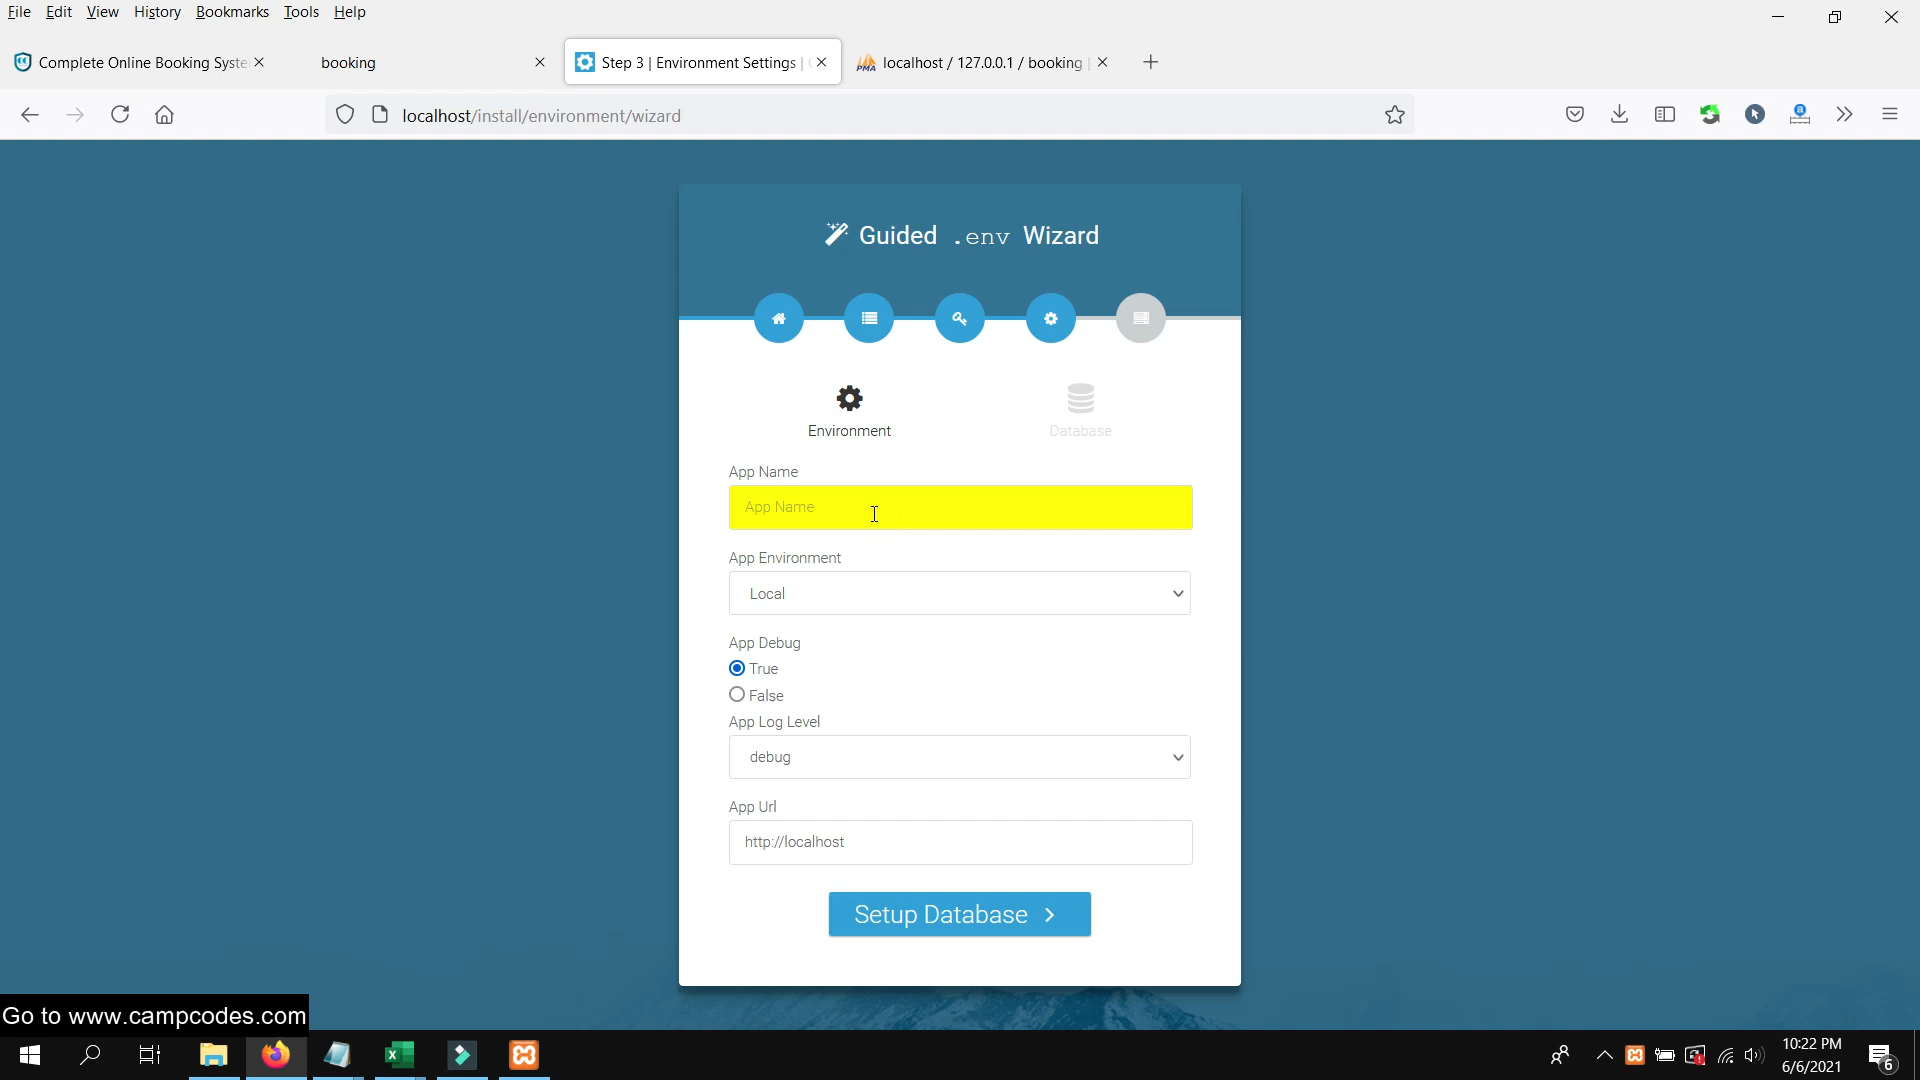 File Edit View History Bookmarks Tools Help
Complete Online Booking Syste
booking
Step 3 | Environment Settings |
localhost / 127.0.0.1 / booking
localhost/install/environment/wizard
Guided .env Wizard
Environment
Database
App Name
App Name
App Environment
Local
App Debug
True
False
App Log Level
debug
App Url
http://localhost
Setup Database
Go to www.campcodes.com
10:22 PM
6/6/2021
6